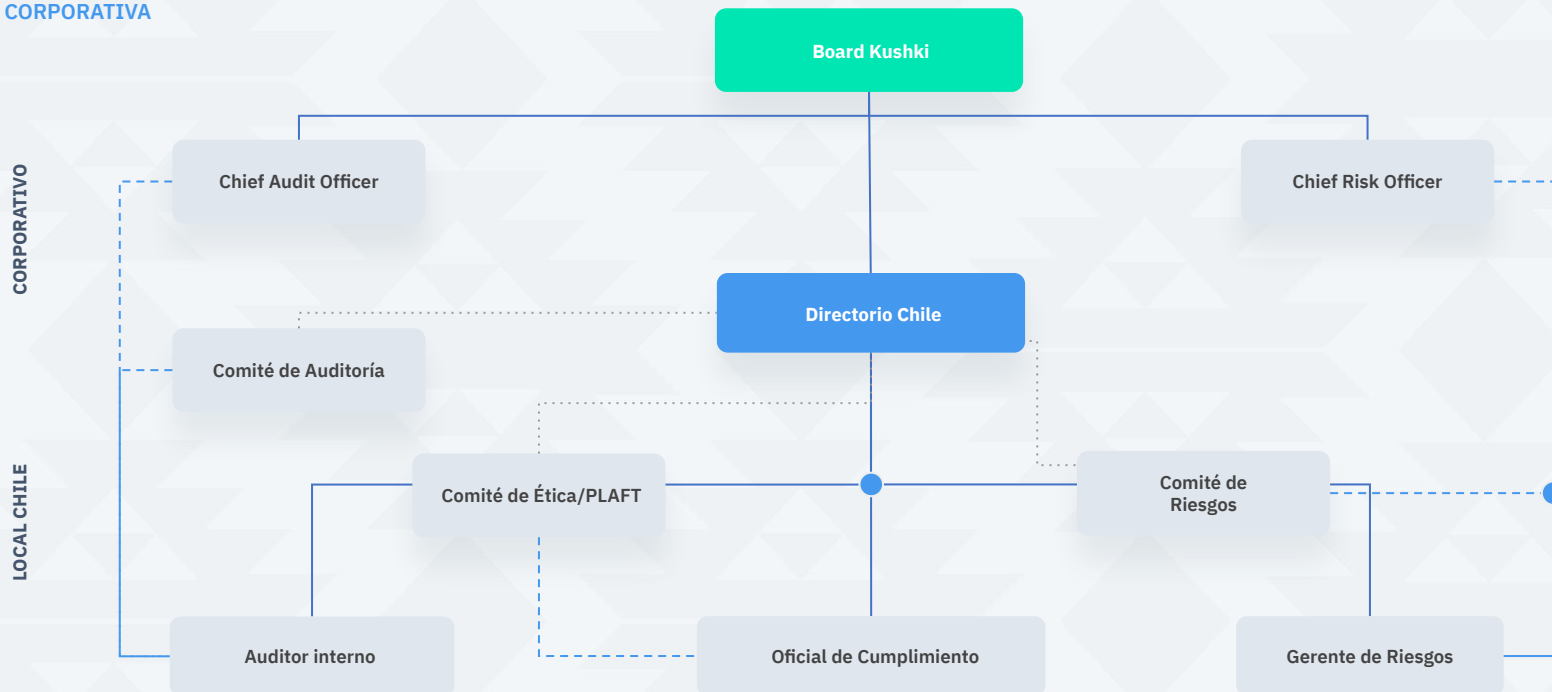 CORPORATIVA
Board Kushki
CORPORATIVO
Chief Audit Officer
Chief Risk Officer
Directorio Chile
Comité de Auditoría
LOCAL CHILE
Comité de Ética/PLAFT
Comité de
Riesgos
Auditor interno
Oficial de Cumplimiento
Gerente de Riesgos